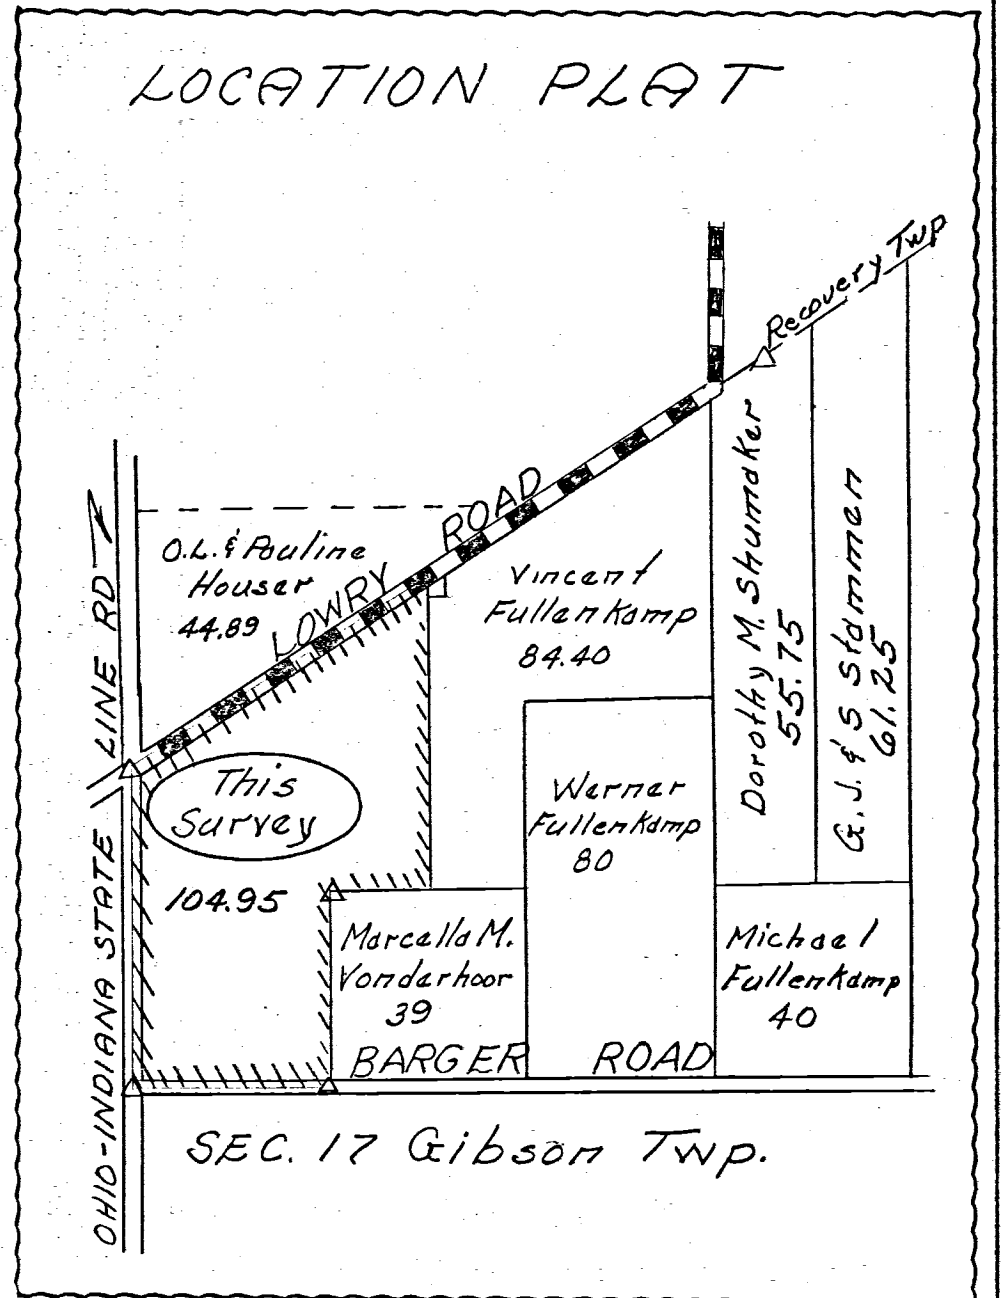 LOCATION PLAT
Recovery Twp
O.L. & Pauline
Houser
44.89
LOWRY ROAD
Vincent
Fullenkamp
84.40
Dorothy M. Shumaker
55.75
G.J. & S Stammen
61.25
OHIO-INDIANA STATE LINE RD
This
Survey
104.95
Werner
Fullenkamp
80
Marcella M.
Vonderhoor
39
Michael
Fullenkamp
40
BARGER ROAD
SEC. 17 Gibson Twp.